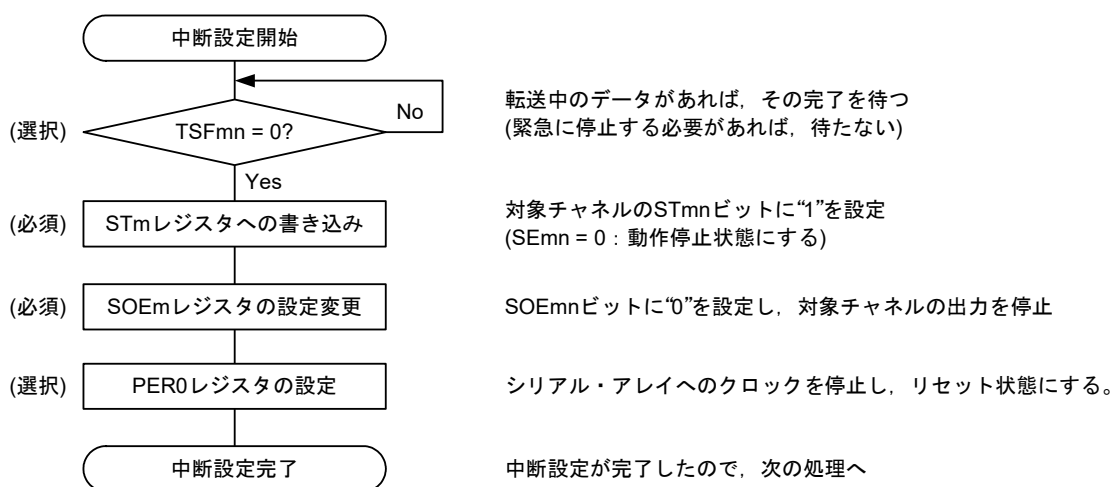 中断設定開始
No
転送中のデータがあれば，その完了を待つ
(選択)
TSFmn = 0?
(緊急に停止する必要があれば，待たない)
Yes
(必須)
STmレジスタへの書き込み
対象チャネルのSTmnビットに“1”を設定
(SEmn = 0：動作停止状態にする)
(必須)
SOEmレジスタの設定変更
SOEmnビットに“0”を設定し，対象チャネルの出力を停止
(選択)
PER0レジスタの設定
シリアル・アレイへのクロックを停止し，リセット状態にする。
中断設定完了
中断設定が完了したので，次の処理へ